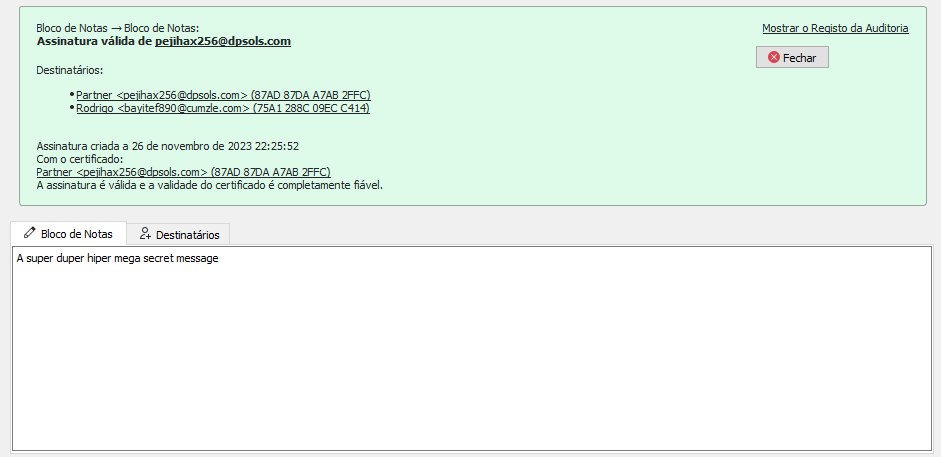 Bloco de Notas → Bloco de Notas:
Assinatura válida de pejihax256@dpsols.com
Mostrar o Registo da Auditoria
Fechar
Destinatários:
• Partner <pejihax256@dpsols.com> (87AD 87DA A7AB 2FFC)
• Rodrigo <bayitef890@cumzle.com> (75A1 288C 09EC C414)
Assinatura criada a 26 de novembro de 2023 22:25:52
Com o certificado:
Partner <pejihax256@dpsols.com> (87AD 87DA A7AB 2FFC)
A assinatura é válida e a validade do certificado é completamente fiável.
Bloco de Notas
Destinatários
A super duper hiper mega secret message